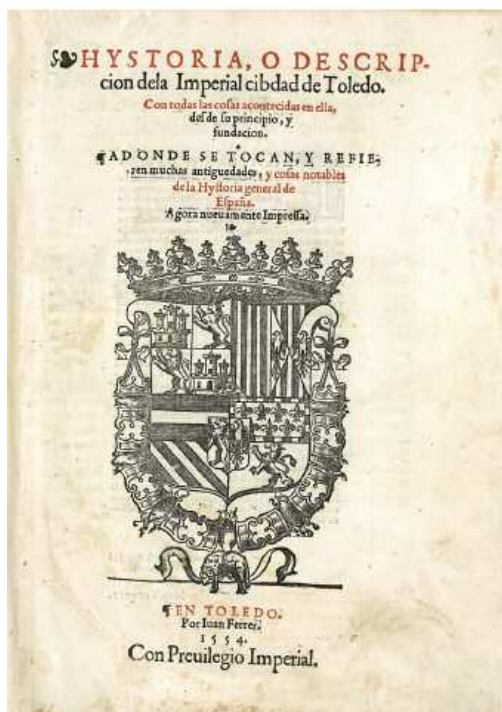 HYSTORIA, O DESCRIP-
cion dela Imperial cibdad de Toledo.
Con todas las cosas acontecidas en ella,
desde su principio, y
fundacion.
¶ADONDE SE TOCAN, Y REFIE-
ren muchas antiguedades, y cosas notables
de la Hystoria general de
España.
Agora nueuamente Impressa.
¶EN TOLEDO.
Por Iuan Ferrer.
1554.
Con Preuilegio Imperial.